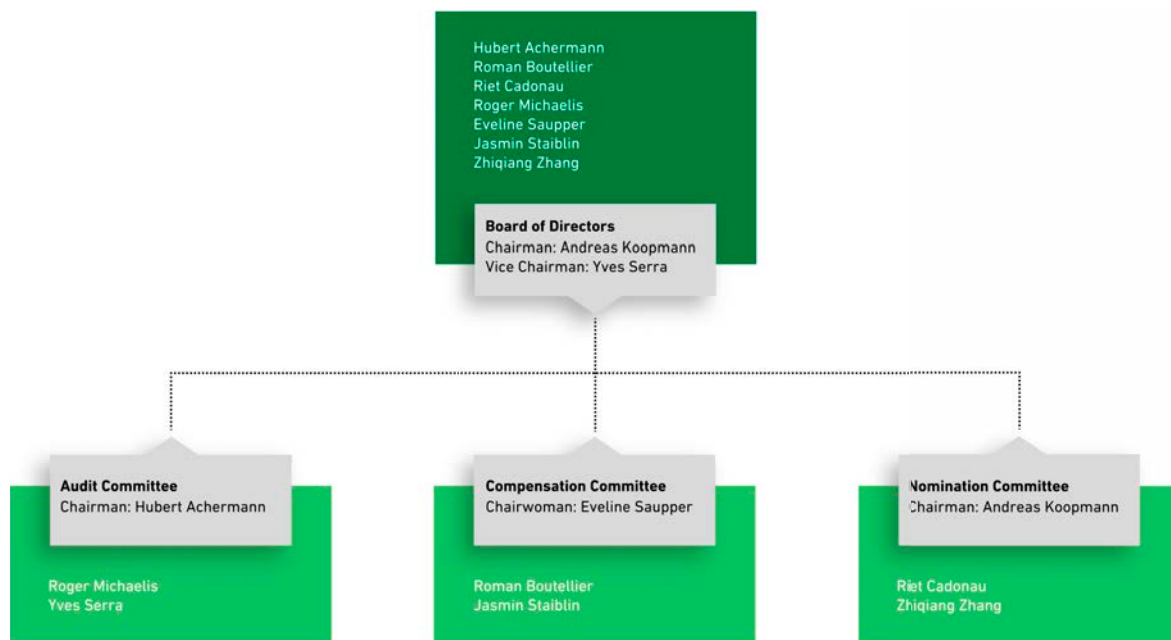 Hubert Achermann
Roman Boutellier
Riet Cadonau
Roger Michaelis
Eveline Saupper
Jasmin Staiblin
Zhiqiang Zhang
Board of Directors
Chairman: Andreas Koopmann
Vice Chairman: Yves Serra
Audit Committee
Chairman: Hubert Achermann
Roger Michaelis
Yves Serra
Compensation Committee
Chairwoman: Eveline Saupper
Roman Boutellier
Jasmin Staiblin
Nomination Committee
Chairman: Andreas Koopmann
Riet Cadonau
Zhiqiang Zhang